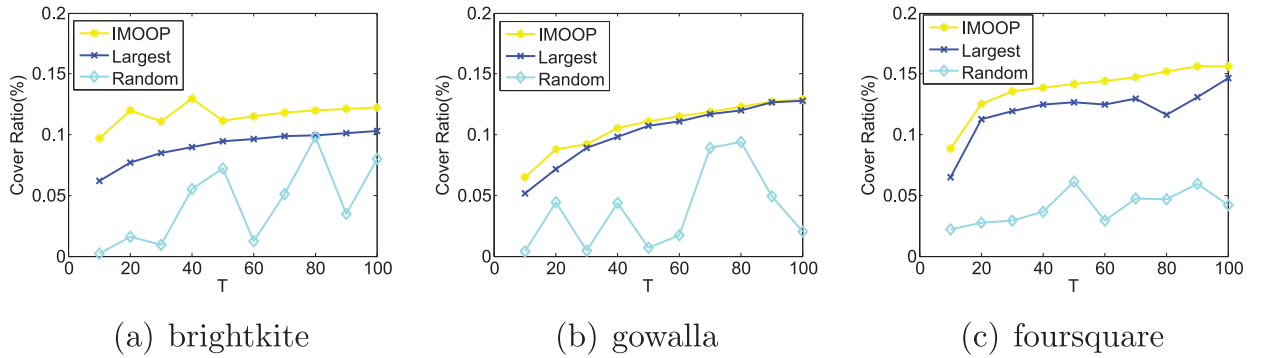 0.2
0.15
0.1
0.05
0
Cover Ratio(%)
IMOOP
Largest
Random
0 20 40 60 80 100
T
(a) brightkite
0.2
0.15
0.1
0.05
0
Cover Ratio(%)
IMOOP
Largest
Random
0 20 40 60 80 100
T
(b) gowalla
0.2
0.15
0.1
0.05
0
Cover Ratio(%)
IMOOP
Largest
Random
0 20 40 60 80 100
T
(c) foursquare